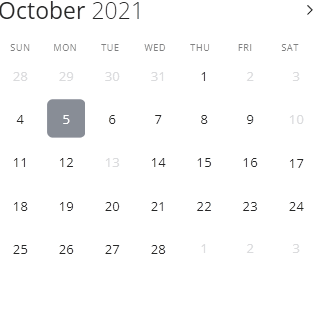 October 2021
SUN MON TUE WED THU FRI SAT
28 29 30 31 1 2 3
4 5 6 7 8 9 10
11 12 13 14 15 16 17
18 19 20 21 22 23 24
25 26 27 28 1 2 3